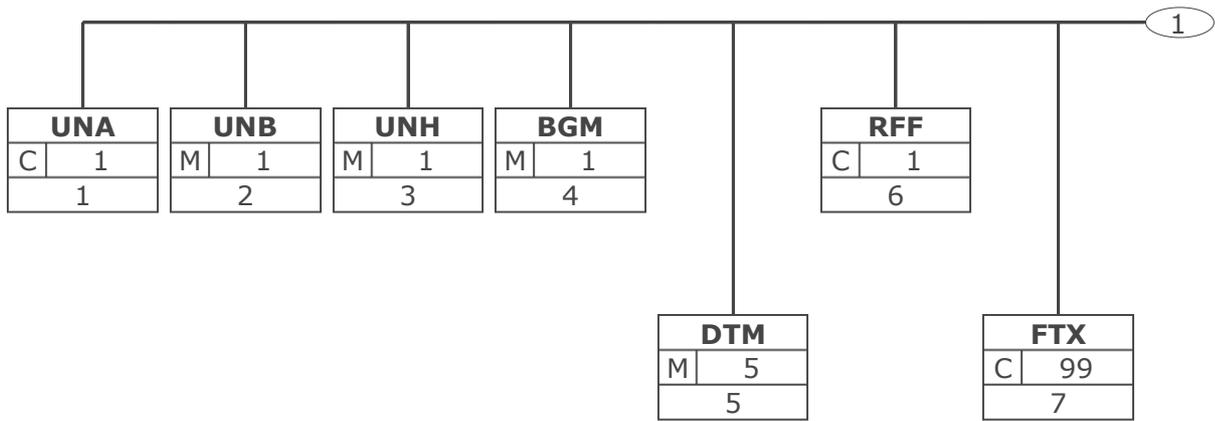 1
UNA UNB UNH BGM RFF
C 1 M 1 M 1 M 1 C 1
1 2 3 4 6
DTM FTX
M 5 C 99
5 7